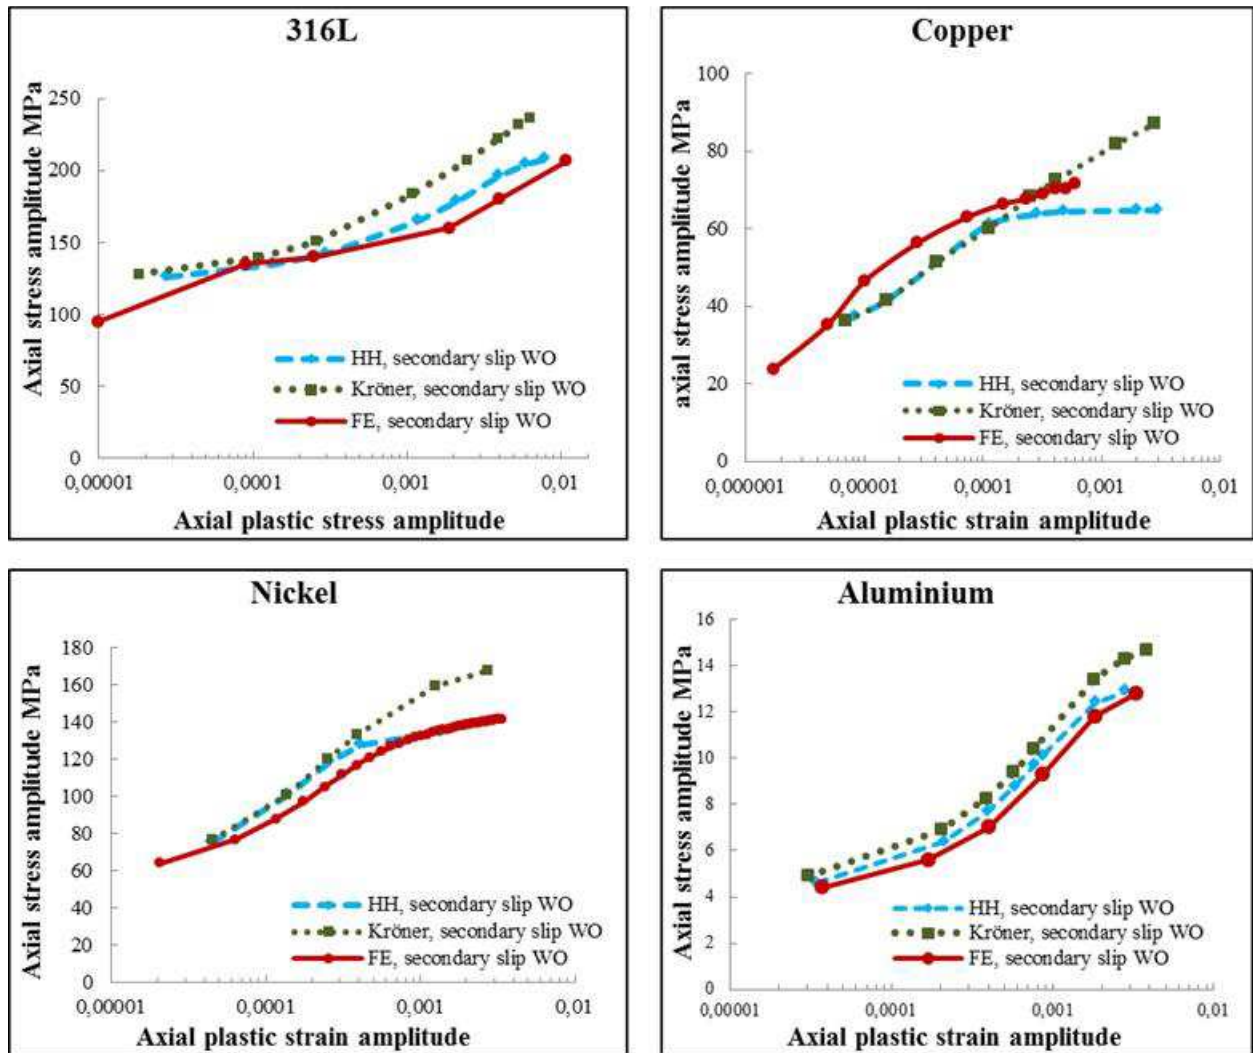 316L
Axial stress amplitude MPa
250
200
150
100
50
0
HH, secondary slip WO
Kröner, secondary slip WO
FE, secondary slip WO
0,00001 0,0001 0,001 0,01
Axial plastic stress amplitude
Copper
axial stress amplitude MPa
100
80
60
40
20
0
HH, secondary slip WO
Kröner, secondary slip WO
FE, secondary slip WO
0,000001 0,00001 0,0001 0,001 0,01
Axial plastic strain amplitude
Nickel
Axial stress amplitude MPa
180
160
140
120
100
80
60
40
20
0
HH, secondary slip WO
Kröner, secondary slip WO
FE, secondary slip WO
0,00001 0,0001 0,001 0,01
Axial plastic strain amplitude
Aluminium
Axial stress amplitude MPa
16
14
12
10
8
6
4
2
0
HH, secondary slip WO
Kröner, secondary slip WO
FE, secondary slip WO
0,00001 0,0001 0,001 0,01
Axial plastic strain amplitude